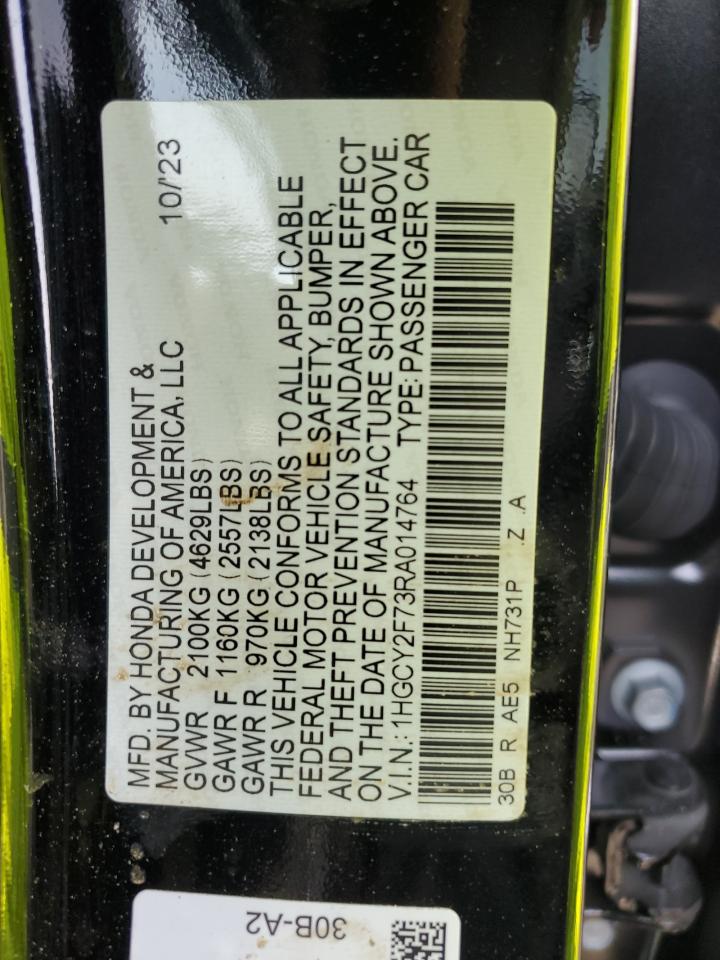 MFD. BY HONDA DEVELOPMENT &
MANUFACTURING OF AMERICA, LLC 10/'23
GVWR 2100KG (4629LBS)
GAWR F 1160KG (2557LBS)
GAWR R 970KG (2138LBS)
THIS VEHICLE CONFORMS TO ALL APPLICABLE
FEDERAL MOTOR VEHICLE SAFETY, BUMPER,
AND THEFT PREVENTION STANDARDS IN EFFECT
ON THE DATE OF MANUFACTURE SHOWN ABOVE.
V.I.N.: 1HGCY2F73RA014764 TYPE: PASSENGER CAR
30B R AE5 NH731P .Z .A
30B-A2